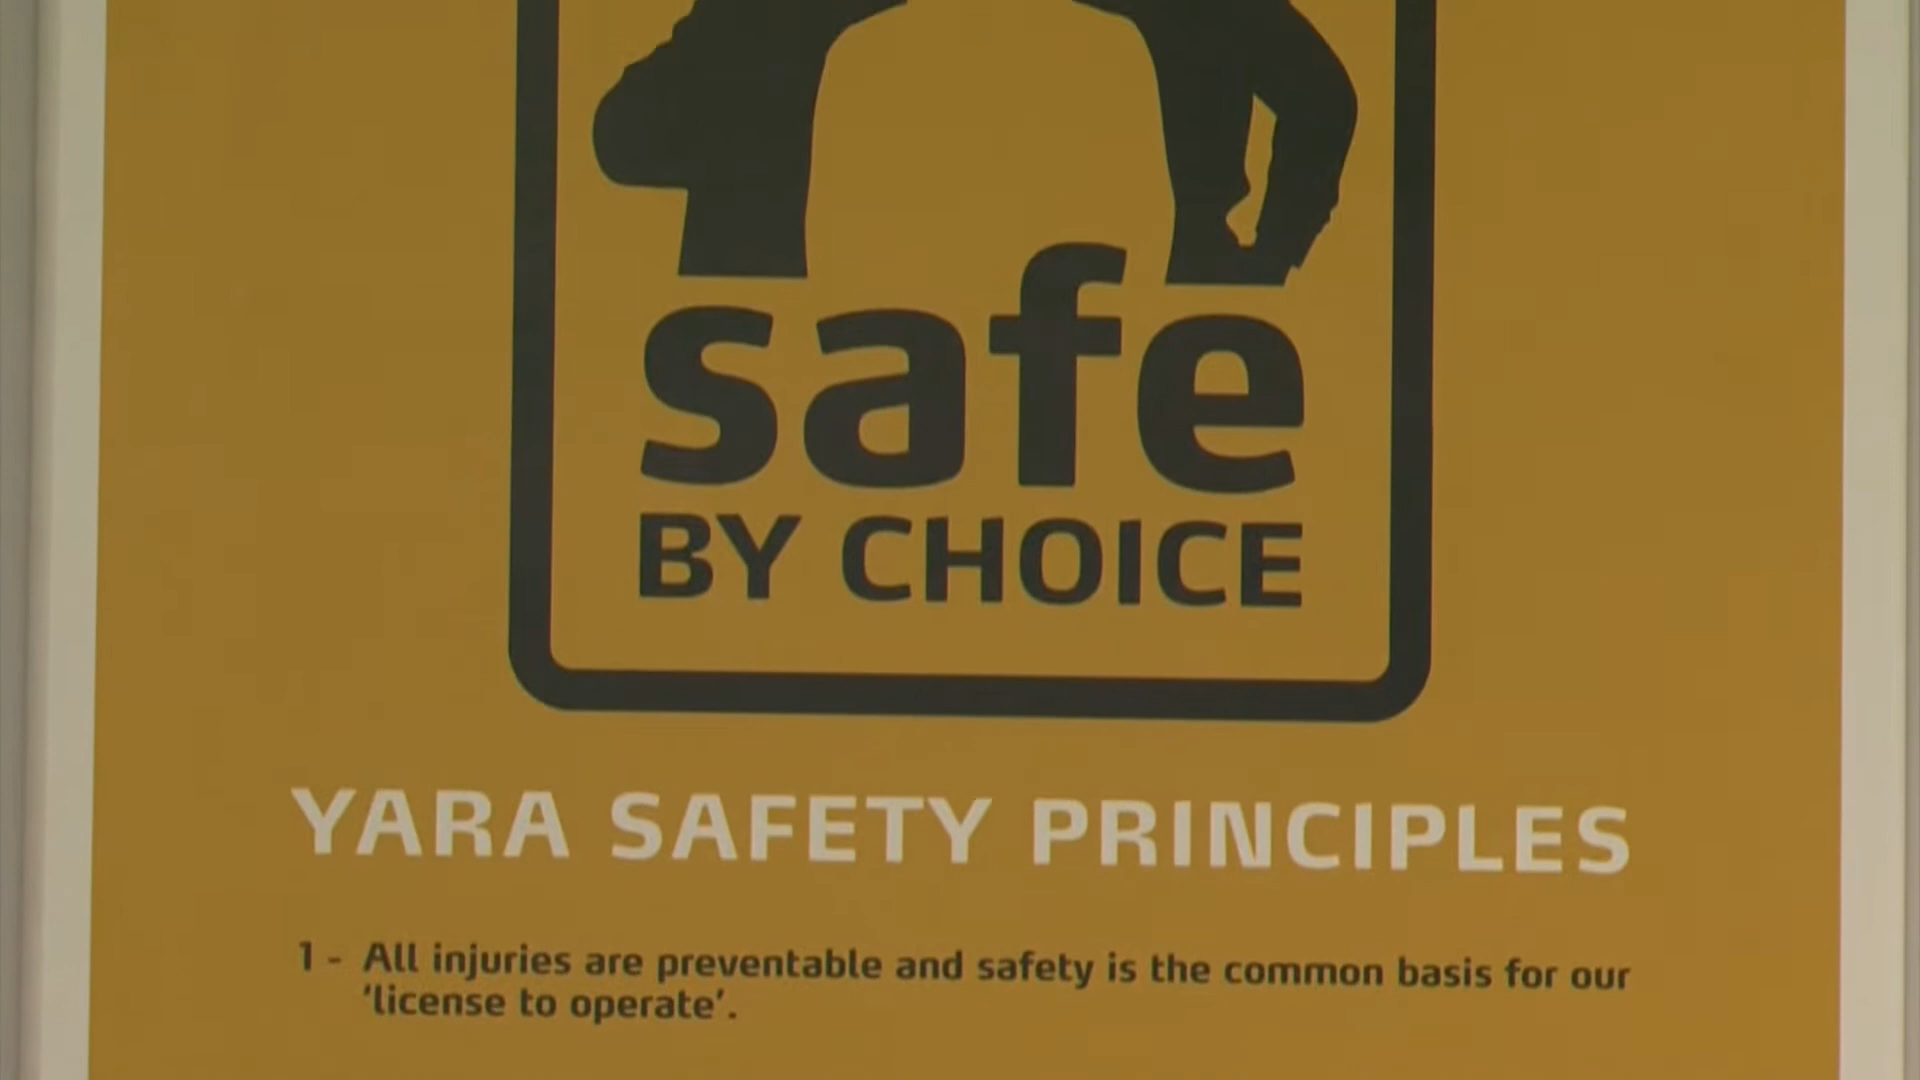 safe
BY CHOICE
YARA SAFETY PRINCIPLES
1 - All injuries are preventable and safety is the common basis for our
‘license to operate’.